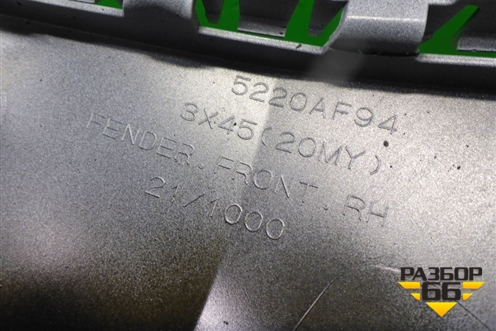 5220AF94
3X45(20MY)
FENDER.FRONT.RH
21/1000
РАЗБОР
66